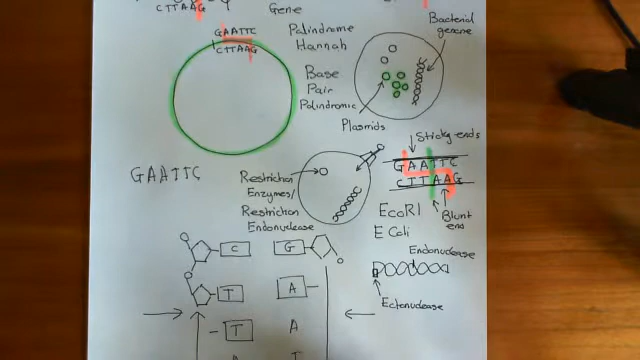 CTTAAG
Gene
GAATTC
CTTAAG
Palindrome
Hannah
Base
Pair
Palindromic
Bacterial
genome
Plasmids
Sticky-ends
GAATTC
CTTAAG
Blunt
end
GAATTC
Restriction
Enzymes/
Restriction
Endonuclease
EcoRI
E Coli
Endonuclease
Ectonuclease
C G
T A
T A
A T